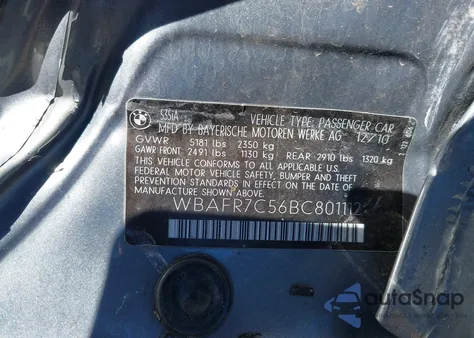 BMW
535IA VEHICLE TYPE: PASSENGER CAR
MFD BY BAYERISCHE MOTOREN WERKE AG 12/10
GVWR 5181 lbs 2350 kg
GAWR FRONT: 2491 lbs 1130 kg REAR 2910 lbs 1320 kg
THIS VEHICLE CONFORMS TO ALL APPLICABLE U.S.
FEDERAL MOTOR VEHICLE SAFETY, BUMPER AND THEFT
PREVENTION STANDARDS IN EFFECT ON THE DATE OF
MANUFACTURE SHOWN ABOVE.
WBAFR7C56BC801112
autoSnap